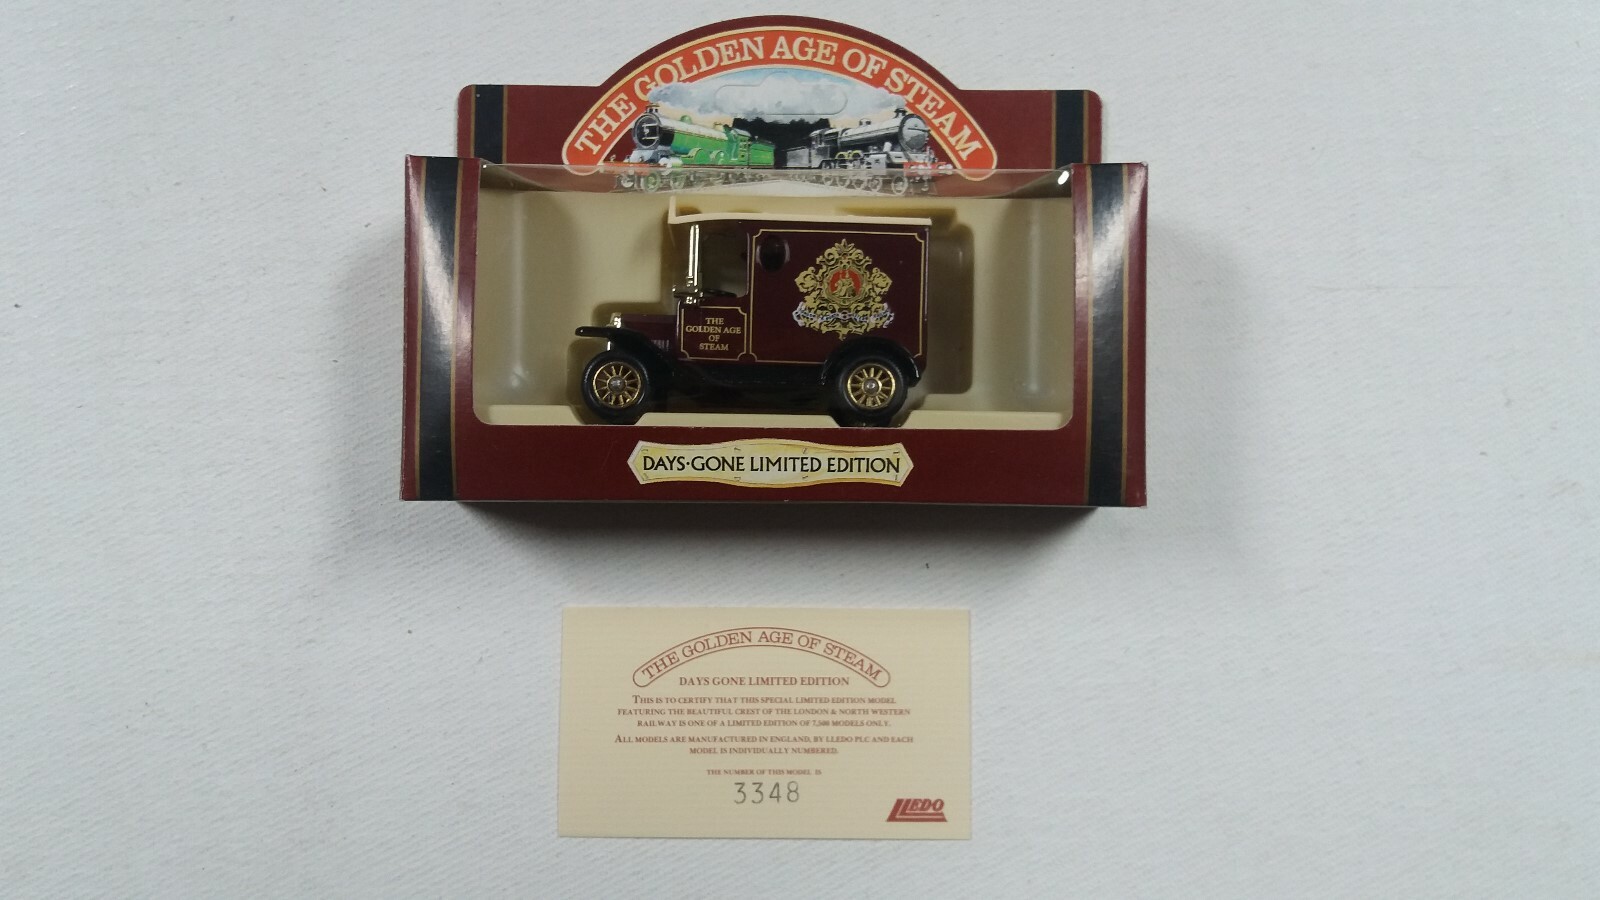 THE GOLDEN AGE OF STEAM
THE
GOLDEN AGE
OF
STEAM
DAYS·GONE LIMITED EDITION
THE GOLDEN AGE OF STEAM
DAYS GONE LIMITED EDITION
THIS IS TO CERTIFY THAT THIS SPECIAL LIMITED EDITION MODEL
FEATURING THE BEAUTIFUL CREST OF THE LONDON & NORTH WESTERN
RAILWAY IS ONE OF A LIMITED EDITION OF 7,500 MODELS ONLY.
ALL MODELS ARE MANUFACTURED IN ENGLAND, BY LLEDO PLC AND EACH
MODEL IS INDIVIDUALLY NUMBERED.
THE NUMBER OF THIS MODEL IS
3348
LLEDO